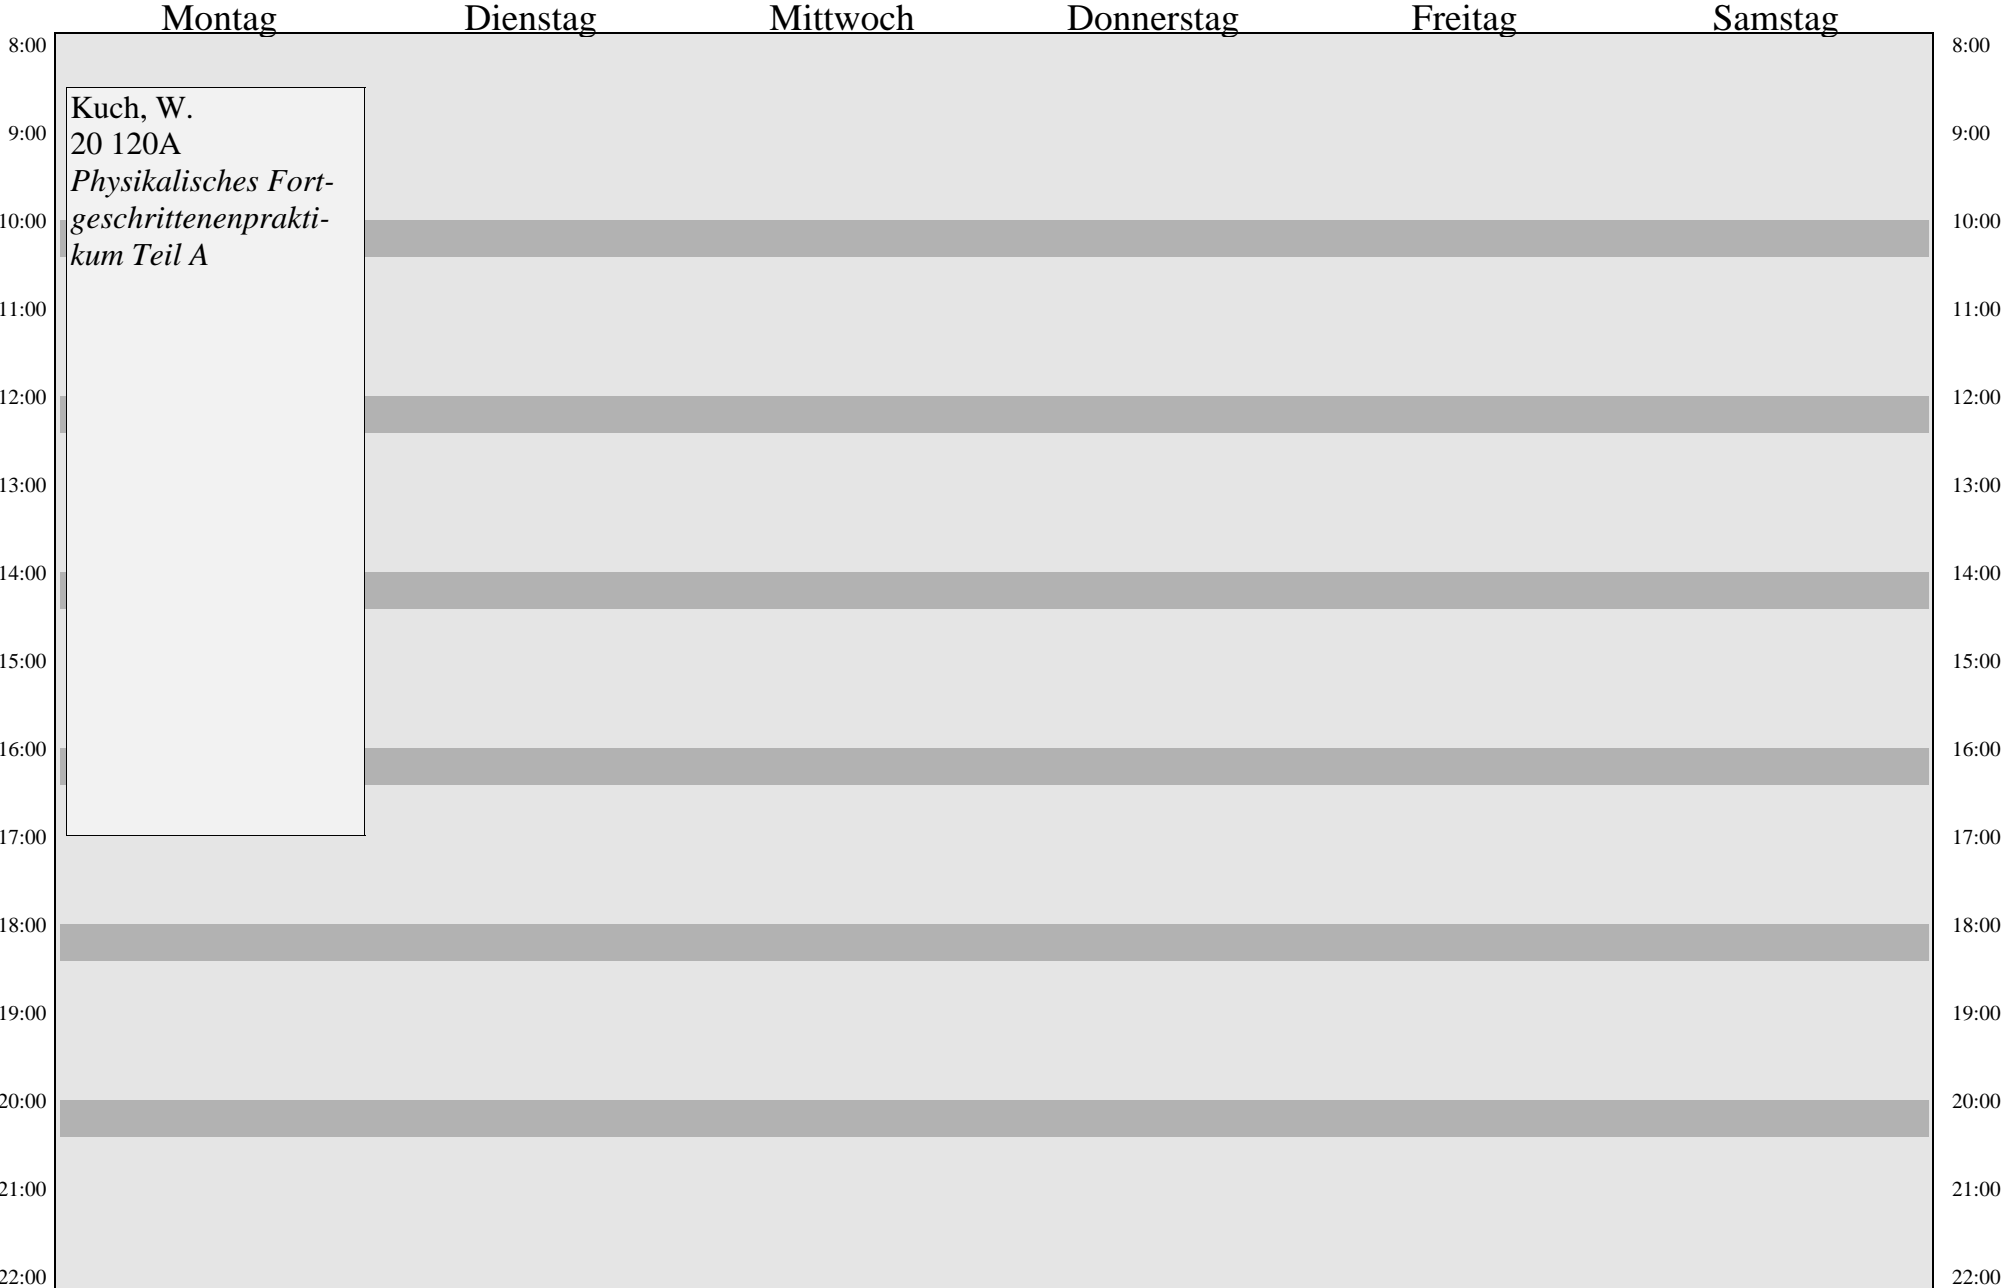 Montag Dienstag Mittwoch Donnerstag Freitag Samstag
8:00 8:00
Kuch, W.
9:00 9:00
20 120A
Physikalisches Fort-
10:00 geschrittenenprakti- 10:00
kum Teil A
11:00 11:00
12:00 12:00
13:00 13:00
14:00 14:00
15:00 15:00
16:00 16:00
17:00 17:00
18:00 18:00
19:00 19:00
20:00 20:00
21:00 21:00
22:00 22:00